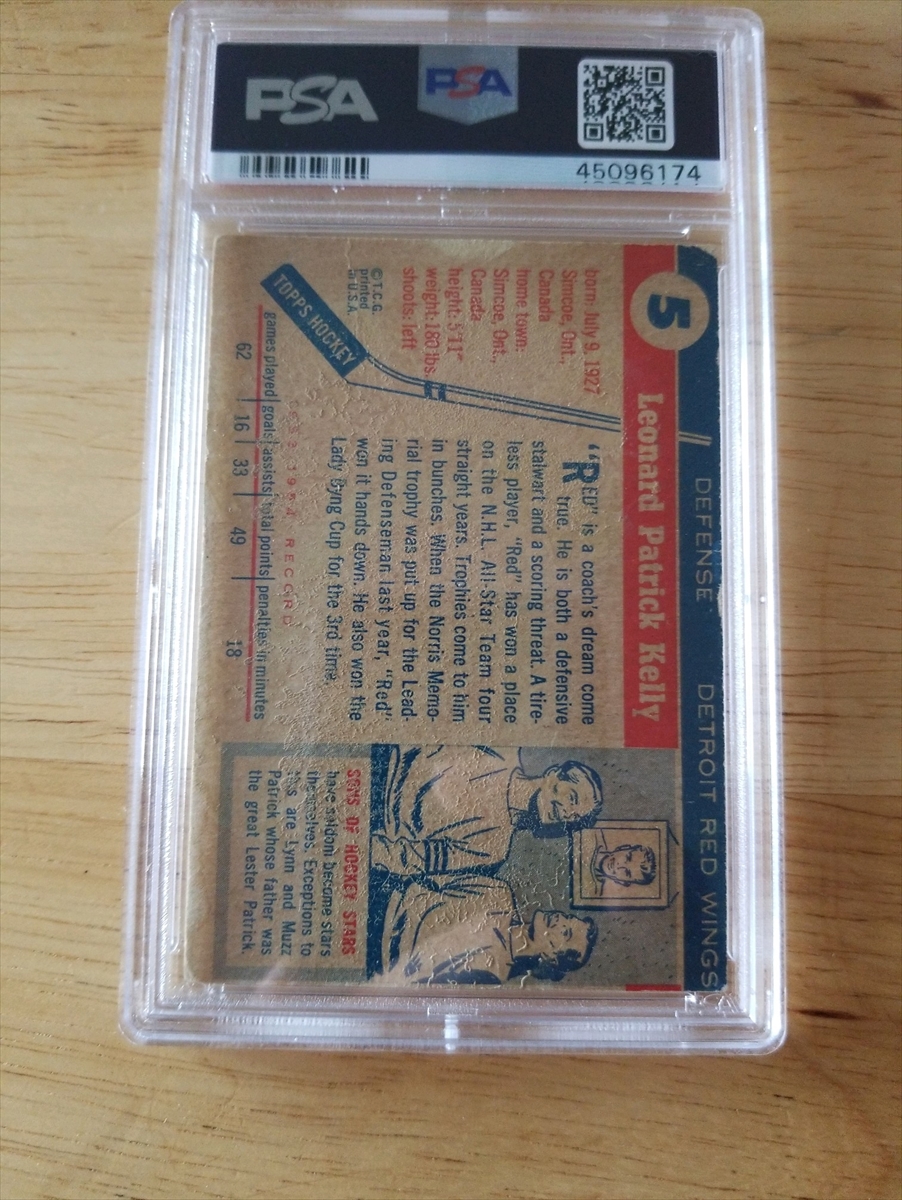 PSA
PSA
45096174
5
DEFENSE
DETROIT RED WINGS
Leonard Patrick Kelly
born: July 9, 1927
Simcoe, Ont.,
Canada
home town:
Simcoe, Ont.,
Canada
height: 5'11"
weight: 180 lbs.
shoots: left
©T.C.G.
printed
in U.S.A.
TOPPS HOCKEY
"RED" is a coach's dream come
true. He is both a defensive
stalwart and a scoring threat. A tire-
less player, "Red" has won a place
on the N.H.L. All-Star Team four
straight years. Trophies come to him
in bunches. When the Norris Memo-
rial trophy was put up for the Lead-
ing Defenseman last year, "Red"
won it hands down. He also won the
Lady Byng Cup for the 3rd time.
1954 RECORD
games played goals assists total points penalties in minutes
62 16 33 49 18
SONS OF HOCKEY STARS
have seldom become stars
themselves. Exceptions to
this are Lynn and Muzz
Patrick whose father was
the great Lester Patrick.